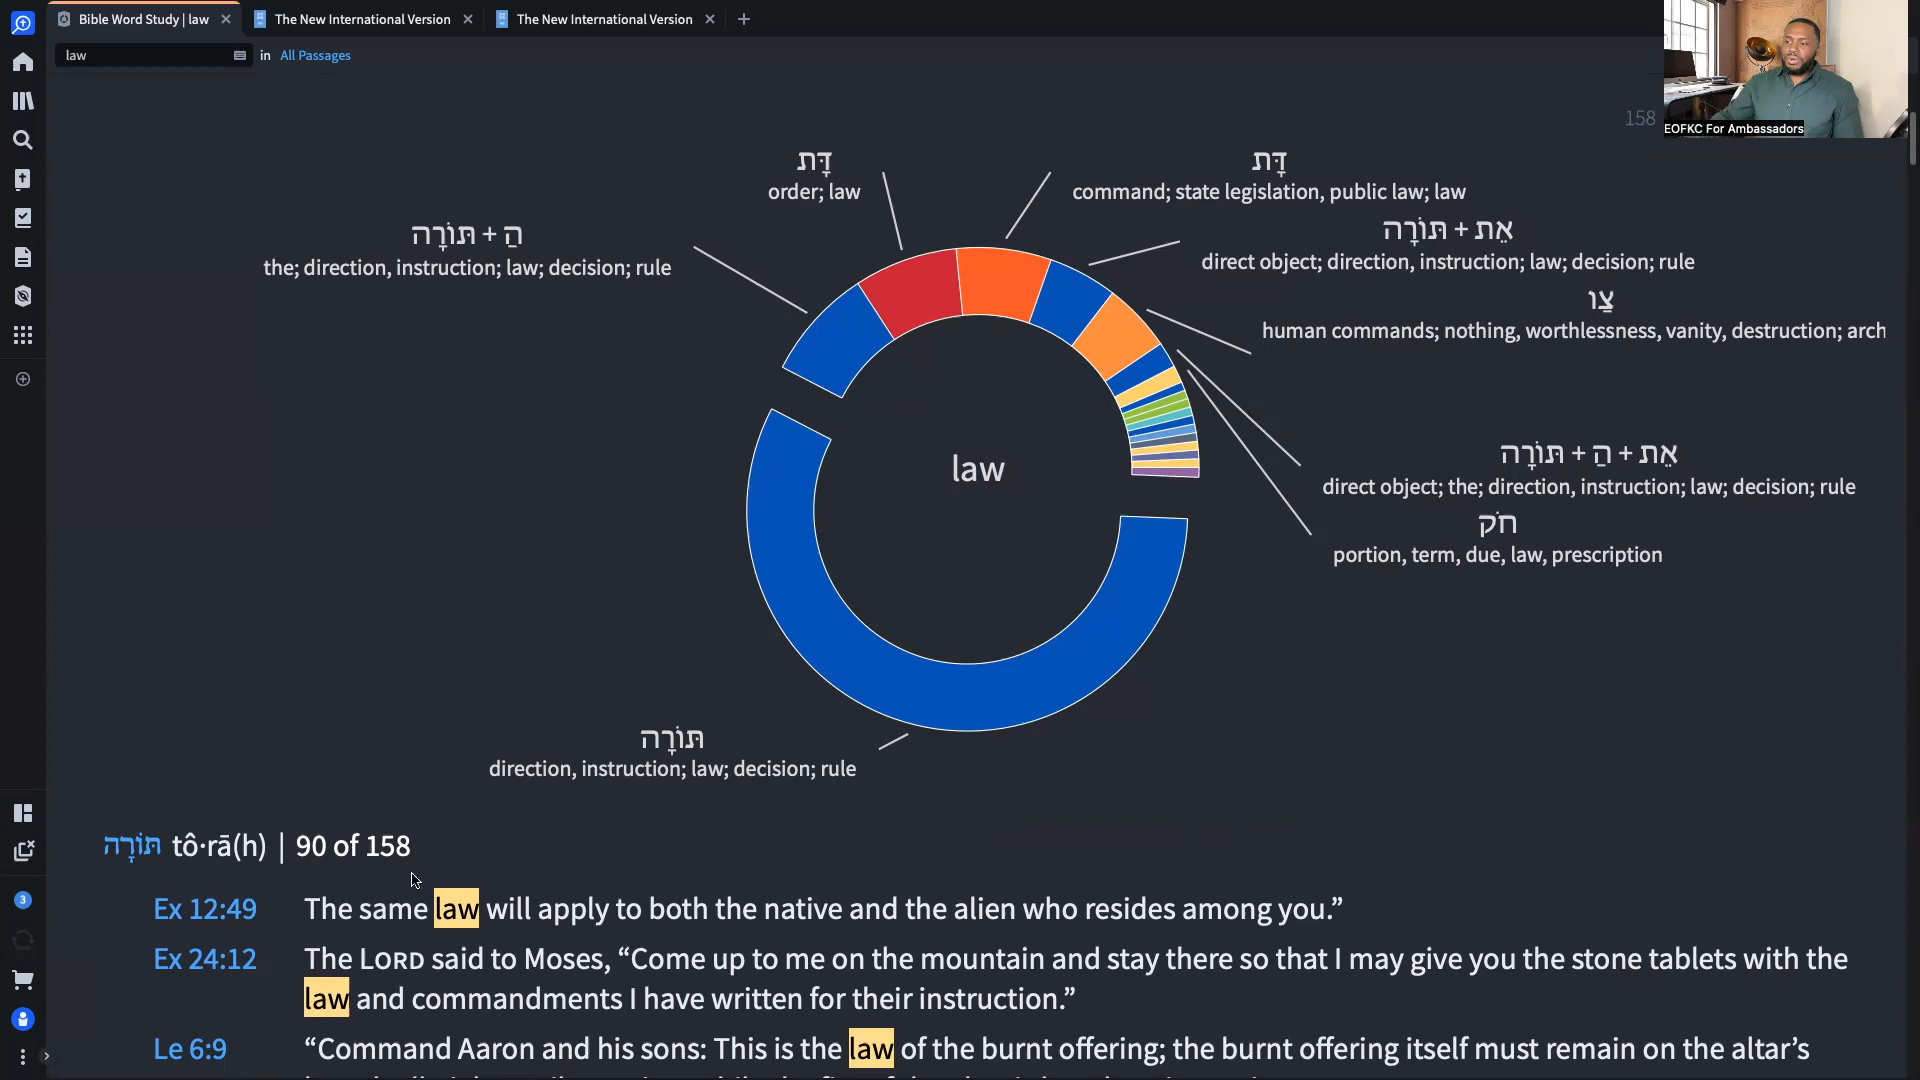 Bible Word Study | law
The New International Version
The New International Version
law
in
All Passages
158
EOFKC For Ambassadors
דָּת
order; law
דָּת
command; state legislation, public law; law
הַ + תּוֹרָה
the; direction, instruction; law; decision; rule
אֵת + תּוֹרָה
direct object; direction, instruction; law; decision; rule
צַו
human commands; nothing, worthlessness, vanity, destruction; arch
law
אֵת + הַ + תּוֹרָה
direct object; the; direction, instruction; law; decision; rule
חֹק
portion, term, due, law, prescription
תּוֹרָה
direction, instruction; law; decision; rule
תּוֹרָה tô·rā(h) | 90 of 158
Ex 12:49 The same law will apply to both the native and the alien who resides among you.”
Ex 24:12 The LORD said to Moses, “Come up to me on the mountain and stay there so that I may give you the stone tablets with the
law and commandments I have written for their instruction.”
3
Le 6:9 “Command Aaron and his sons: This is the law of the burnt offering; the burnt offering itself must remain on the altar’s